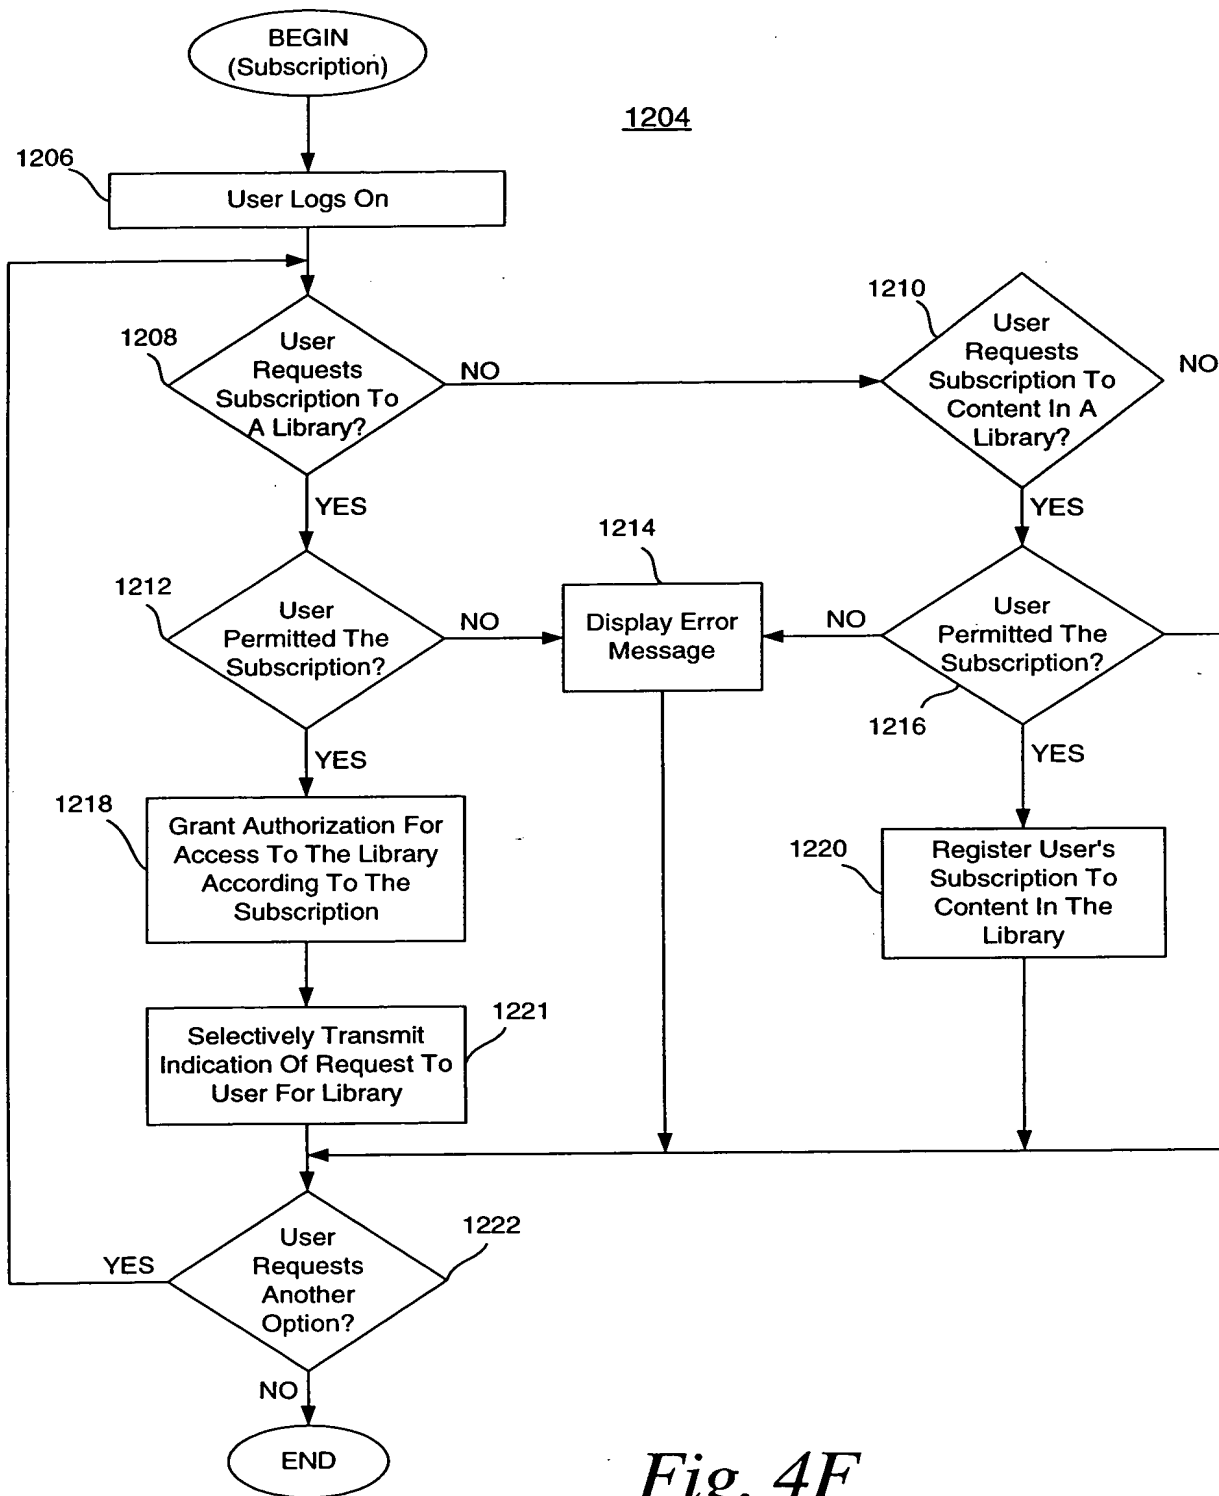 BEGIN
(Subscription)
1204
1206
User Logs On
1208
User
Requests
Subscription To
A Library?
NO
1210
User
Requests
Subscription To
Content In A
Library?
NO
YES
YES
1212
User
Permitted The
Subscription?
NO
1214
Display Error
Message
NO
User
Permitted The
Subscription?
1216
YES
YES
1218
Grant Authorization For
Access To The Library
According To The
Subscription
1220
Register User's
Subscription To
Content In The
Library
1221
Selectively Transmit
Indication Of Request To
User For Library
1222
User
Requests
Another
Option?
YES
NO
END
Fig. 4F